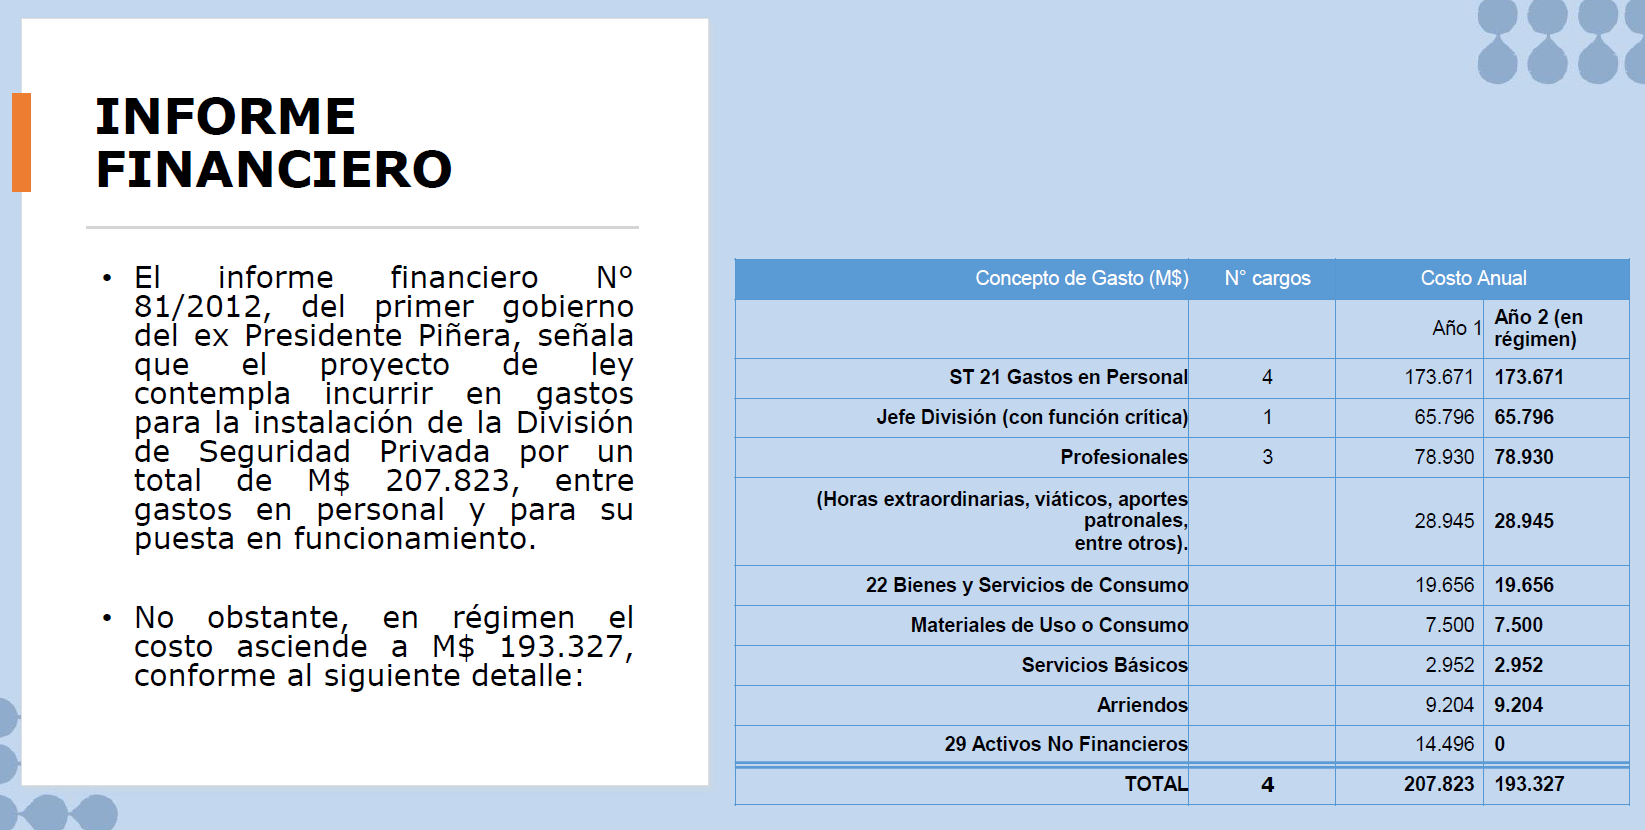 INFORME
FINANCIERO
• El informe financiero Nº
81/2012, del primer gobierno
del ex Presidente Piñera, señala
que el proyecto de ley
contempla incurrir en gastos
para la instalación de la División
de Seguridad Privada por un
total de M$ 207.823, entre
gastos en personal y para su
puesta en funcionamiento.
• No obstante, en régimen el
costo asciende a M$ 193.327,
conforme al siguiente detalle:
Concepto de Gasto (M$) N° cargos Costo Anual
Año 1 Año 2 (en
régimen)
ST 21 Gastos en Personal 4 173.671 173.671
Jefe División (con función crítica) 1 65.796 65.796
Profesionales 3 78.930 78.930
(Horas extraordinarias, viáticos, aportes
patronales,
entre otros). 28.945 28.945
22 Bienes y Servicios de Consumo 19.656 19.656
Materiales de Uso o Consumo 7.500 7.500
Servicios Básicos 2.952 2.952
Arriendos 9.204 9.204
29 Activos No Financieros 14.496 0
TOTAL 4 207.823 193.327